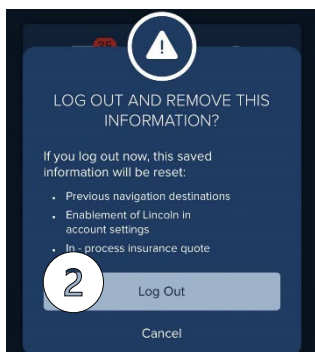 35
LOG OUT AND REMOVE THIS
INFORMATION?
If you log out now, this saved
information will be reset:
• Previous navigation destinations
• Enablement of Lincoln in
account settings
• In - process insurance quote
2
Log Out
Cancel